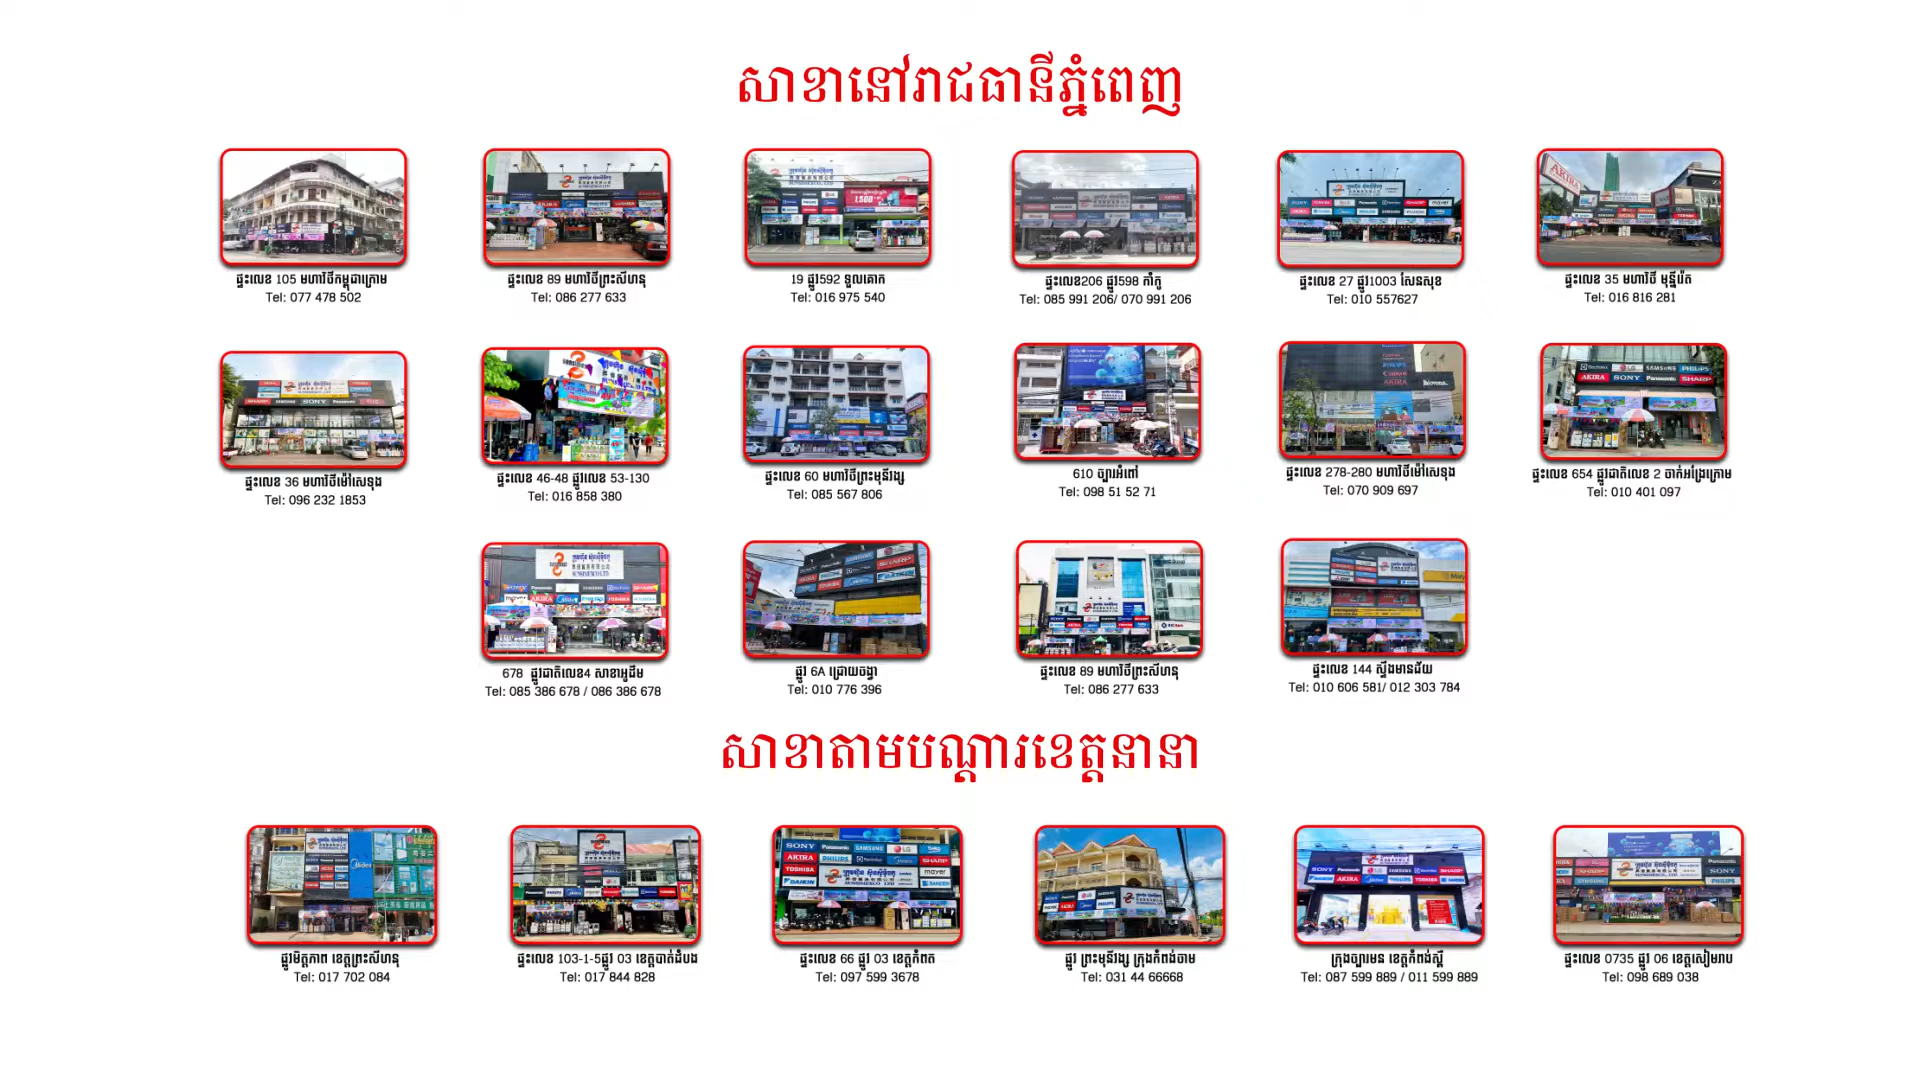 សាខានៅរាជធានីភ្នំពេញ
ផ្ទះលេខ 105 មហាវិថីកម្ពុជាក្រោម
Tel: 077 478 502
ផ្ទះលេខ 89 មហាវិថីព្រះសីហនុ
Tel: 086 277 633
19 ផ្លូវ592 ទួលគោក
Tel: 016 975 540
ផ្ទះលេខ206 ផ្លូវ598 កាំកូ
Tel: 085 991 206/ 070 991 206
ផ្ទះលេខ 27 ផ្លូវ1003 សែនសុខ
Tel: 010 557627
ផ្ទះលេខ 35 មហាវិថី មុន្នីរ៉េត
Tel: 016 816 281
ផ្ទះលេខ 36 មហាវិថីម៉ៅសេទុង
Tel: 096 232 1853
ផ្ទះលេខ 46-48 ផ្លូវលេខ 53-130
Tel: 016 858 380
ផ្ទះលេខ 60 មហាវិថីព្រះមុនីវង្ស
Tel: 085 567 806
610 ច្បារអំពៅ
Tel: 098 51 52 71
ផ្ទះលេខ 278-280 មហាវិថីម៉ៅសេទុង
Tel: 070 909 697
ផ្ទះលេខ 654 ផ្លូវជាតិលេខ 2 ចាក់អង្រែក្រោម
Tel: 010 401 097
678 ផ្លូវជាតិលេខ4 សាខាអូដឹម
Tel: 085 386 678 / 086 386 678
ផ្លូវ 6A ជ្រោយចង្វា
Tel: 010 776 396
ផ្ទះលេខ 89 មហាវិថីព្រះសីហនុ
Tel: 086 277 633
ផ្ទះលេខ 144 ស្ទឹងមានជ័យ
Tel: 010 606 581/ 012 303 784
សាខាតាមបណ្តារខេត្តនានា
ផ្លូវមិត្តភាព ខេត្តព្រះសីហនុ
Tel: 017 702 084
ផ្ទះលេខ 103-1-5ផ្លូវ 03 ខេត្តបាត់ដំបង
Tel: 017 844 828
ផ្ទះលេខ 66 ផ្លូវ 03 ខេត្តកំពត
Tel: 097 599 3678
ផ្លូវ ព្រះមុនីវង្ស ក្រុងកំពង់ចាម
Tel: 031 44 66668
ក្រុងច្បារមន ខេត្តកំពង់ស្ពឺ
Tel: 087 599 889 / 011 599 889
ផ្ទះលេខ 0735 ផ្លូវ 06 ខេត្តសៀមរាប
Tel: 098 689 038